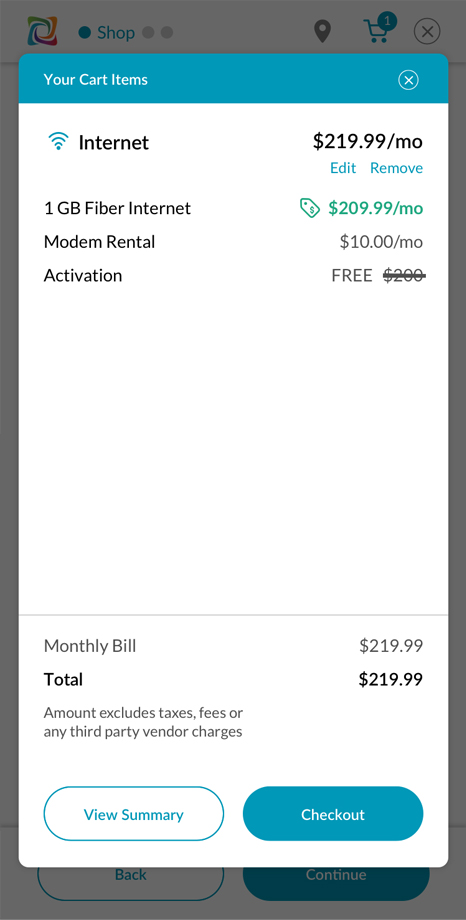 Shop
1
Your Cart Items
Internet $219.99/mo
Edit Remove
1 GB Fiber Internet $209.99/mo
Modem Rental $10.00/mo
Activation FREE $200
Monthly Bill $219.99
Total $219.99
Amount excludes taxes, fees or
any third party vendor charges
View Summary Checkout
Back Continue